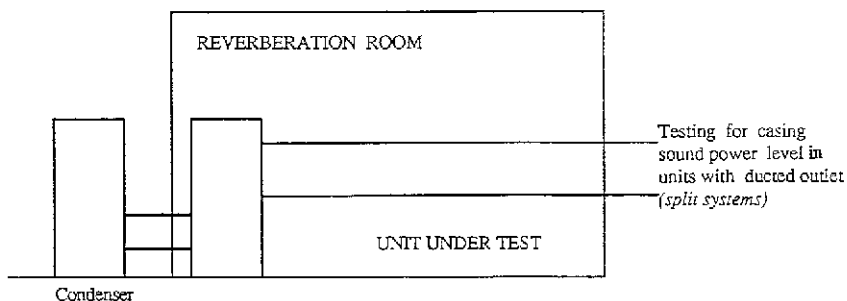 REVERBERATION ROOM
Testing for casing
sound power level in
units with ducted outlet
(split systems)
UNIT UNDER TEST
Condenser